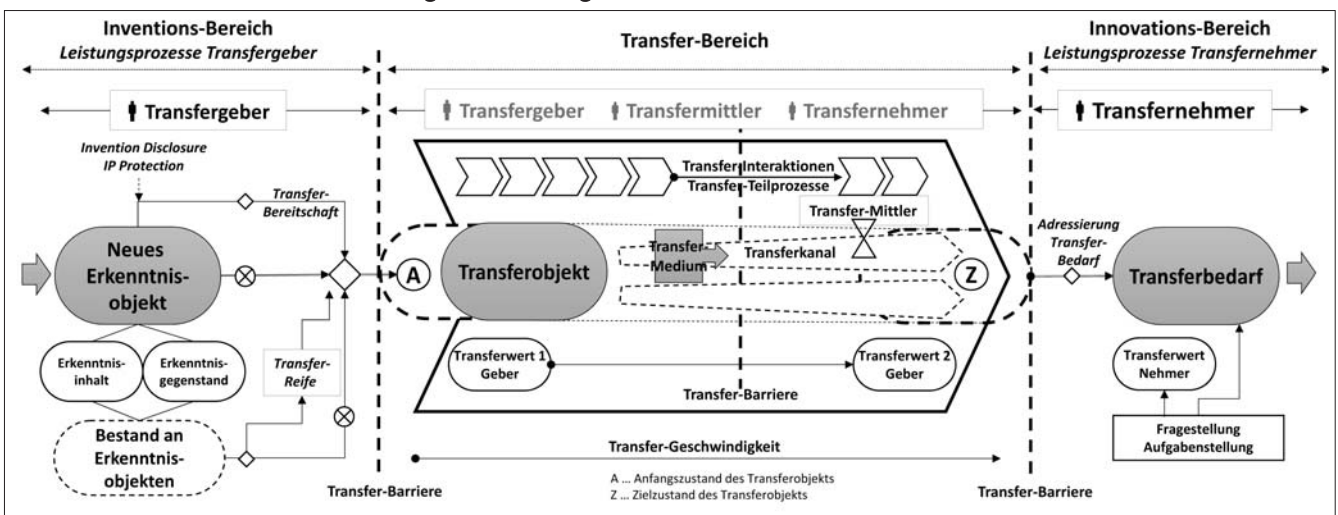 Inventions-Bereich
Leistungsprozesse Transfergeber
Transfer-Bereich
Innovations-Bereich
Leistungsprozesse Transfernehmer
Transfergeber
Transfergeber
Transfermittler
Transfernehmer
Transfernehmer
Invention Disclosure
IP Protection
Transfer-
Bereitschaft
Neues
Erkenntnis-
objekt
Erkenntnis-
inhalt
Erkenntnis-
gegenstand
Transfer-
Reife
Bestand an
Erkenntnis-
objekten
Transfer-Barriere
A
Transferobjekt
Transfer-Interaktionen
Transfer-Teilprozesse
Transfer-Mittler
Transfer-
Medium
Transferkanal
Z
Transferwert 1
Geber
Transferwert 2
Geber
Transfer-Barriere
Transfer-Geschwindigkeit
A ... Anfangszustand des Transferobjekts
Z ... Zielzustand des Transferobjekts
Transfer-Barriere
Adressierung
Transfer-
Bedarf
Transferbedarf
Transferwert
Nehmer
Fragestellung
Aufgabenstellung